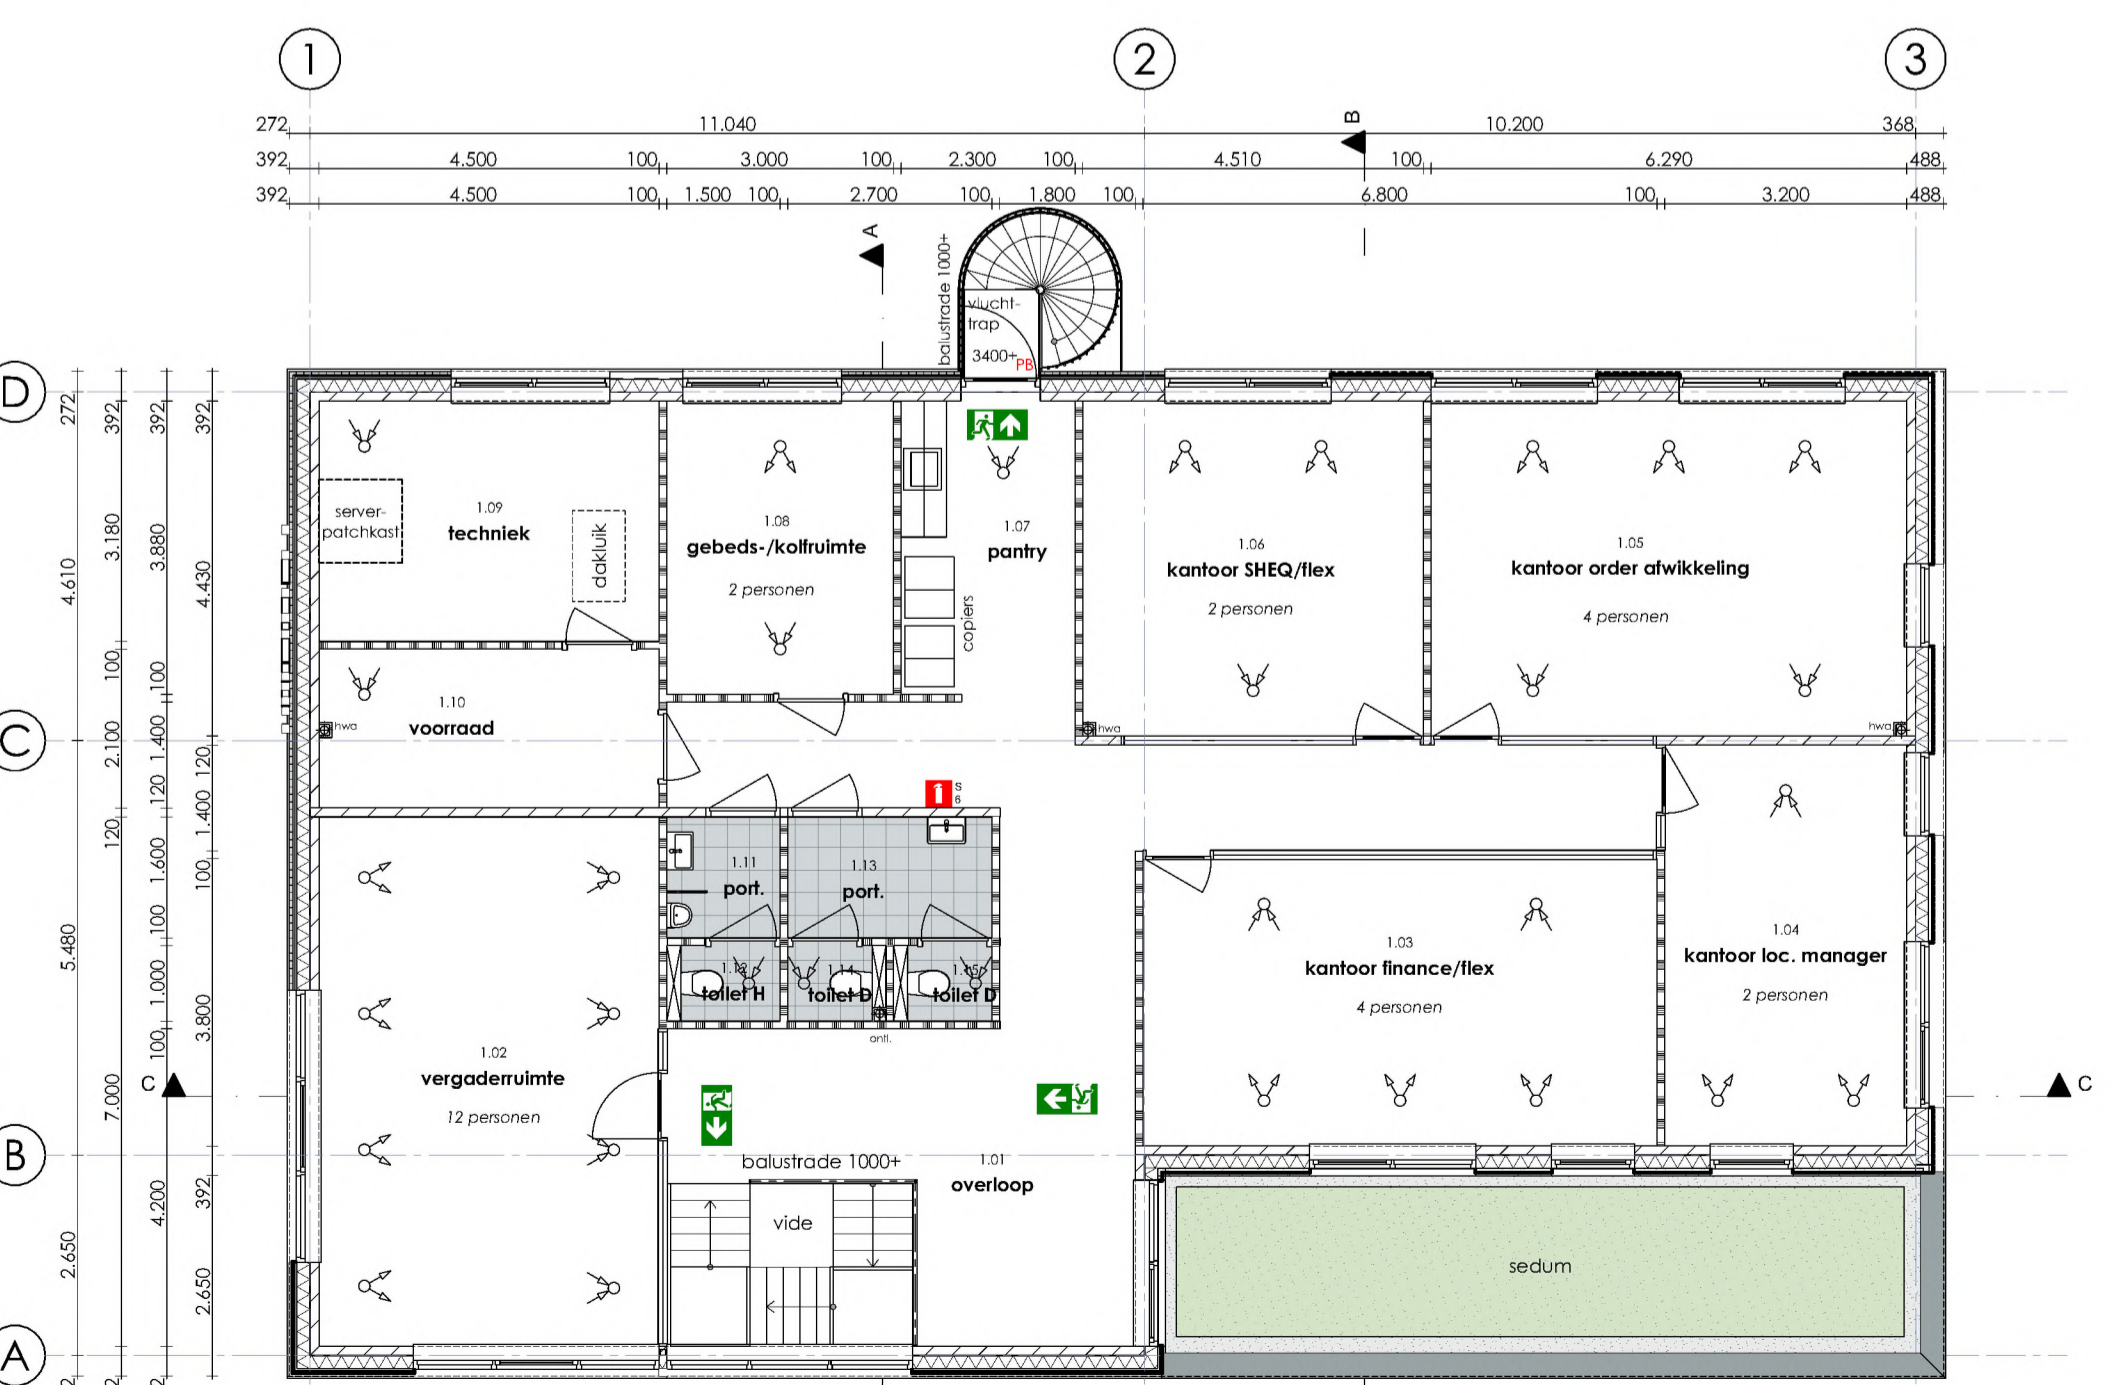 1 2 3
272 11.040 10.200 368
392 4.500 100 3.000 100 2.300 100 4.510 100 6.290 488
392 4.500 100 1.500 100 2.700 100 1.800 100 6.800 100 3.200 488
A
B
balustrade 1000+
vlucht-
trap
3400+
PB
D
C
B
A
272 4.610 5.480 2.650
392 3.180 100 2.100 120 7.000
392 3.880 100 1.400 120 1.600 100 1.000 100 4.200
392 4.430 120 1.400 100 3.800 392 2.650
server-
patchkast
1.09
techniek
dakluik
1.08
gebeds-/kolfruimte
2 personen
1.07
pantry
copiers
1.06
kantoor SHEQ/flex
2 personen
1.05
kantoor order afwikkeling
4 personen
1.10
voorraad
hwa
hwa
hwa
S
6
1.11
port.
1.13
port.
1.12
toilet H
1.14
toilet D
1.15
toilet D
ontl.
1.03
kantoor finance/flex
4 personen
1.04
kantoor loc. manager
2 personen
1.02
vergaderruimte
12 personen
C
C
balustrade 1000+
1.01
overloop
vide
sedum